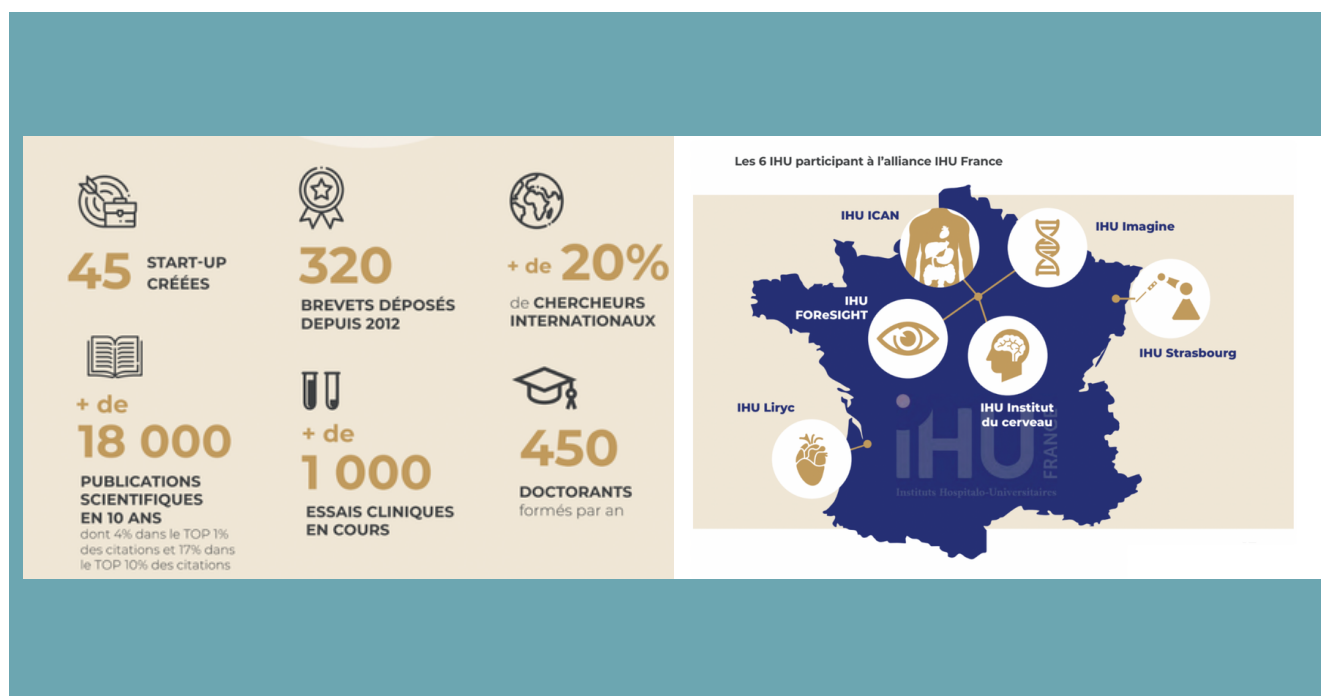 45 START-UP
CRÉÉES
320
BREVETS DÉPOSÉS
DEPUIS 2012
+ de 20%
de CHERCHEURS
INTERNATIONAUX
+ de
18 000
PUBLICATIONS
SCIENTIFIQUES
EN 10 ANS
dont 4% dans le TOP 1%
des citations et 17% dans
le TOP 10% des citations
+ de
1 000
ESSAIS CLINIQUES
EN COURS
450
DOCTORANTS
formés par an
Les 6 IHU participant à l'alliance IHU France
IHU ICAN
IHU Imagine
IHU
FOReSIGHT
IHU Strasbourg
IHU Liryc
IHU Institut
du cerveau
iHU
FRANCE
Instituts Hospitalo-Universitaires